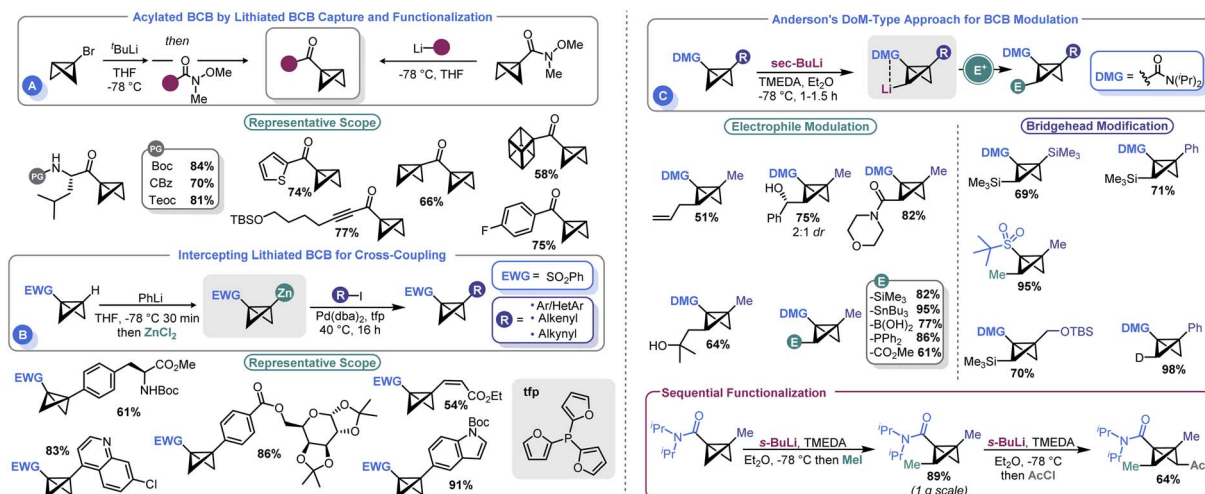 Acylated BCB by Lithiated BCB Capture and Functionalization
Br
tBuLi
THF
-78 °C
then
O
N
OMe
Me
O
Li
-78 °C, THF
O
N
OMe
Me
A
Representative Scope
PG
H
N
O
PG
Boc 84%
CBz 70%
Teoc 81%
S
O
74%
O
66%
O
58%
TBSO
O
77%
F
O
75%
Intercepting Lithiated BCB for Cross-Coupling
EWG
H
PhLi
THF, -78 °C 30 min
then ZnCl2
EWG
Zn
R
I
Pd(dba)2, tfp
40 °C, 16 h
EWG
R
EWG = SO2Ph
R =
• Ar/HetAr
• Alkenyl
• Alkynyl
B
Representative Scope
EWG
O
OMe
NHBoc
61%
EWG
O
O
O
O
O
O
O
86%
EWG
CO2Et
54%
83%
EWG
N
Cl
EWG
Boc
N
91%
tfp
O
O
P
O
Anderson's DoM-Type Approach for BCB Modulation
DMG
R
sec-BuLi
TMEDA, Et2O
-78 °C, 1-1.5 h
DMG
R
Li
E+
DMG
R
E
DMG =
O
N(iPr)2
C
Electrophile Modulation
DMG
Me
51%
DMG
Me
HO
Ph
75%
2:1 dr
DMG
Me
O
N
O
82%
DMG
Me
HO
64%
DMG
Me
E
E
-SiMe3 82%
-SnBu3 95%
-B(OH)2 77%
-PPh2 86%
-CO2Me 61%
Bridgehead Modification
DMG
SiMe3
Me3Si
69%
DMG
Ph
Me3Si
71%
O
O
S
Me
Me
95%
DMG
OTBS
Me3Si
70%
DMG
Ph
D
98%
Sequential Functionalization
iPr
N
iPr
O
Me
s-BuLi, TMEDA
Et2O, -78 °C then MeI
iPr
N
iPr
O
Me
Me
89%
(1 g scale)
s-BuLi, TMEDA
Et2O, -78 °C
then AcCl
iPr
N
iPr
O
Me
Me
Ac
64%